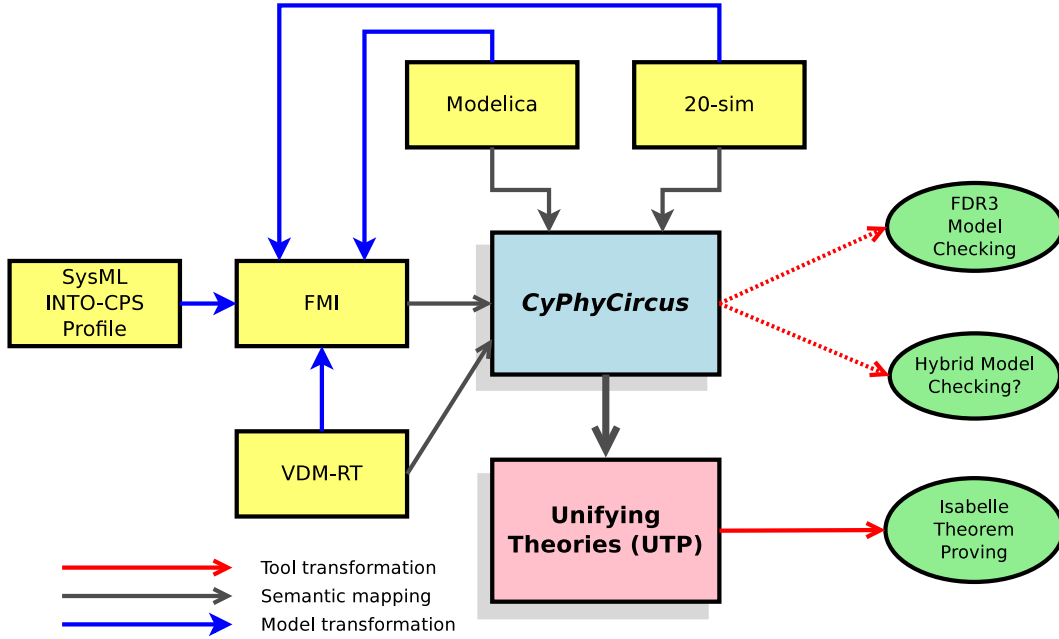 Modelica
20-sim
FDR3
Model
Checking
SysML
INTO-CPS
Profile
FMI
CyPhyCircus
Hybrid Model
Checking?
VDM-RT
Unifying
Theories (UTP)
Isabelle
Theorem
Proving
Tool transformation
Semantic mapping
Model transformation